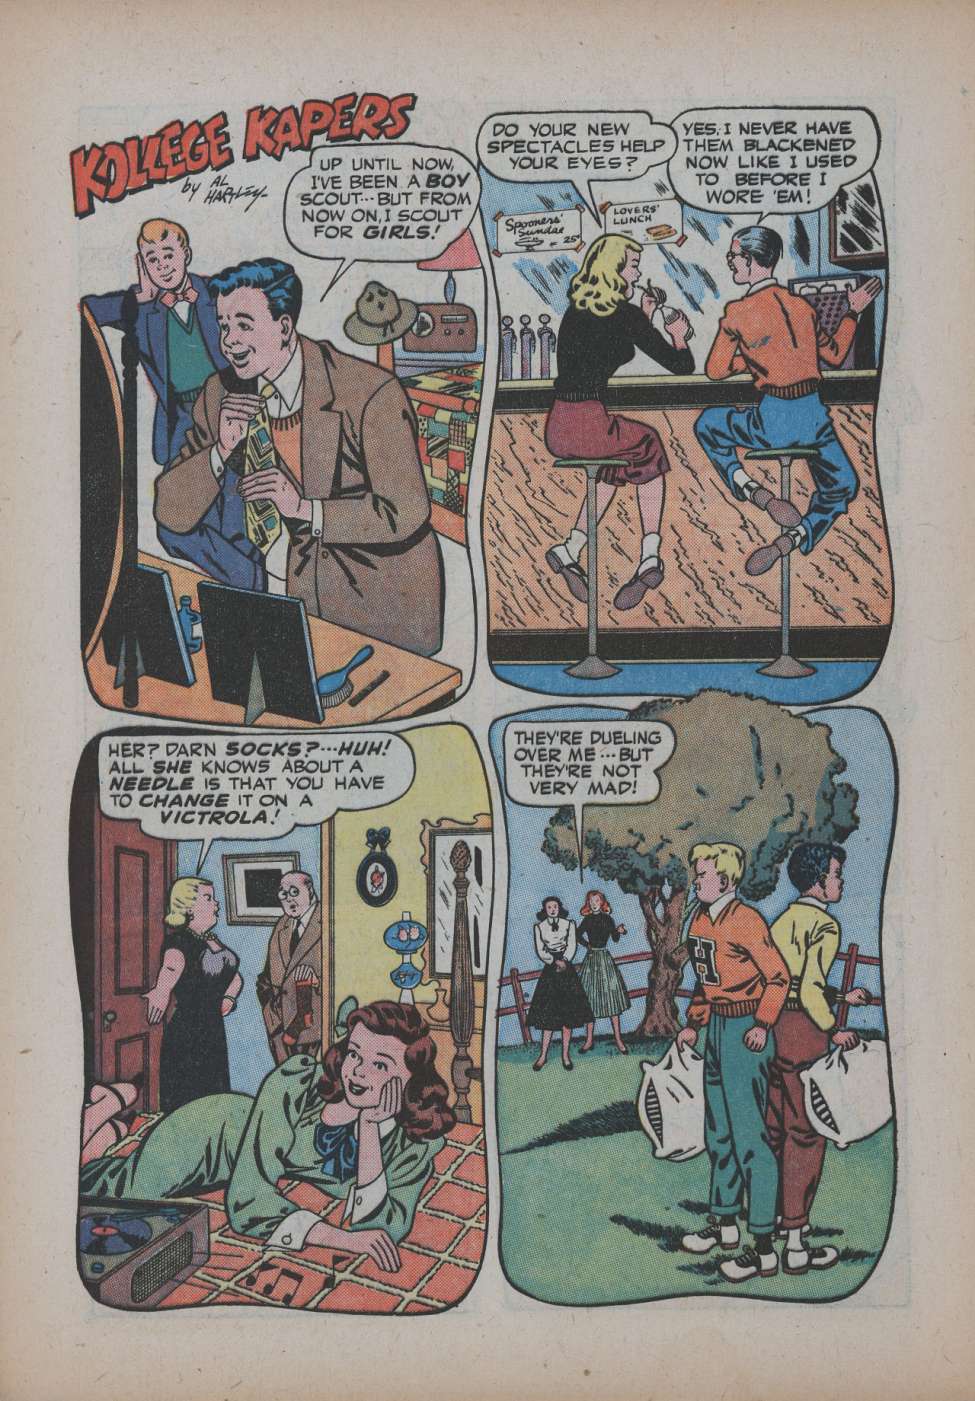 KOLLEGE KAPERS
by AL
HARTLEY
UP UNTIL NOW,
I'VE BEEN A BOY
SCOUT---BUT FROM
NOW ON, I SCOUT
FOR GIRLS!
DO YOUR NEW
SPECTACLES HELP
YOUR EYES?
YES, I NEVER HAVE
THEM BLACKENED
NOW LIKE I USED
TO BEFORE I
WORE 'EM!
Spooners'
Sundae
25¢
LOVERS'
LUNCH
HER? DARN SOCKS?---HUH!
ALL SHE KNOWS ABOUT A
NEEDLE IS THAT YOU HAVE
TO CHANGE IT ON A
VICTROLA!
THEY'RE DUELING
OVER ME---BUT
THEY'RE NOT
VERY MAD!
H